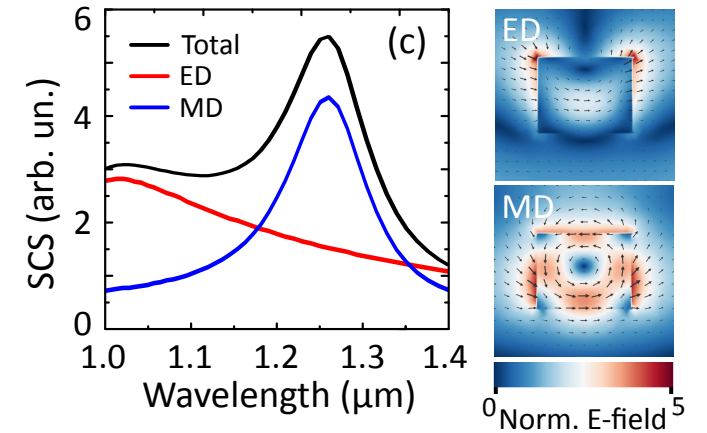 (c)
Total
ED
MD
SCS (arb. un.)
6
4
2
0
1.0 1.1 1.2 1.3 1.4
Wavelength (μm)
ED
MD
0 Norm. E-field 5